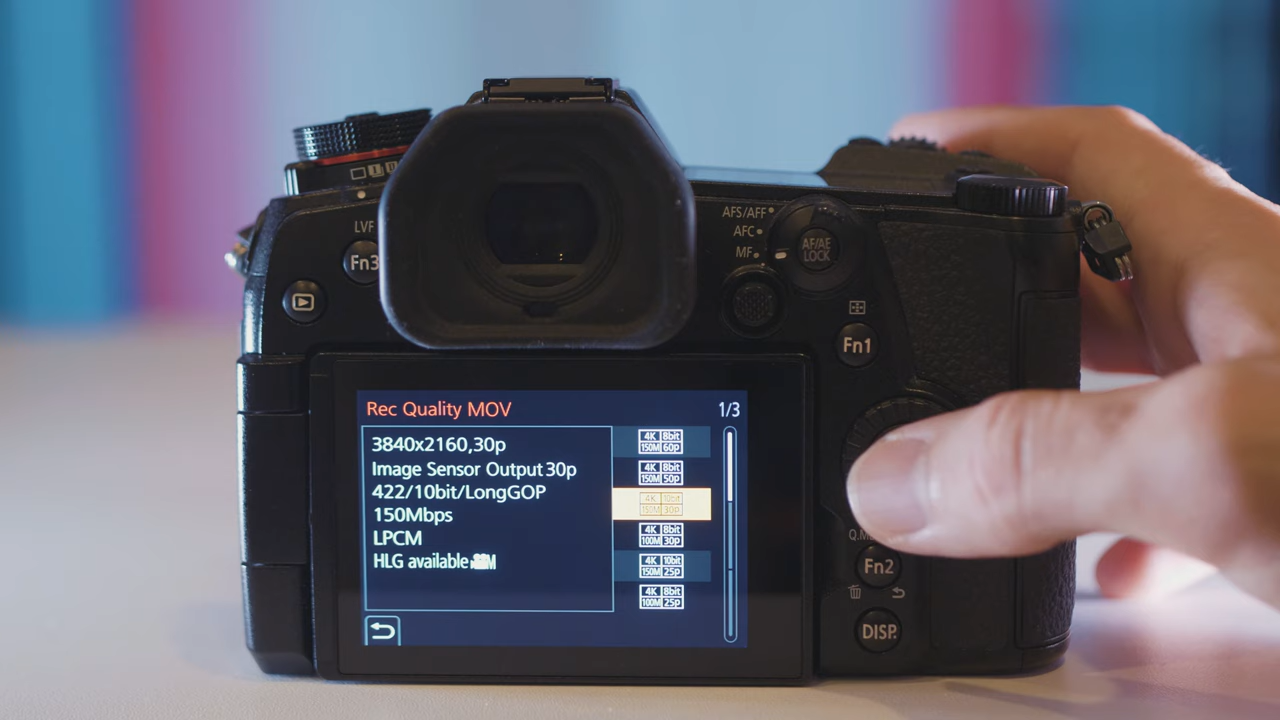 LVF
Fn3
AFS/AFF
AFC
MF
AF/AE
LOCK
Fn1
Rec Quality MOV
1/3
3840x2160,30p
Image Sensor Output 30p
422/10bit/LongGOP
150Mbps
LPCM
HLG available
4K 8bit
150M 60p
4K 8bit
150M 50p
4K 10bit
150M 30p
4K 8bit
100M 30p
4K 10bit
150M 25p
4K 8bit
100M 25p
Fn2
DISP.